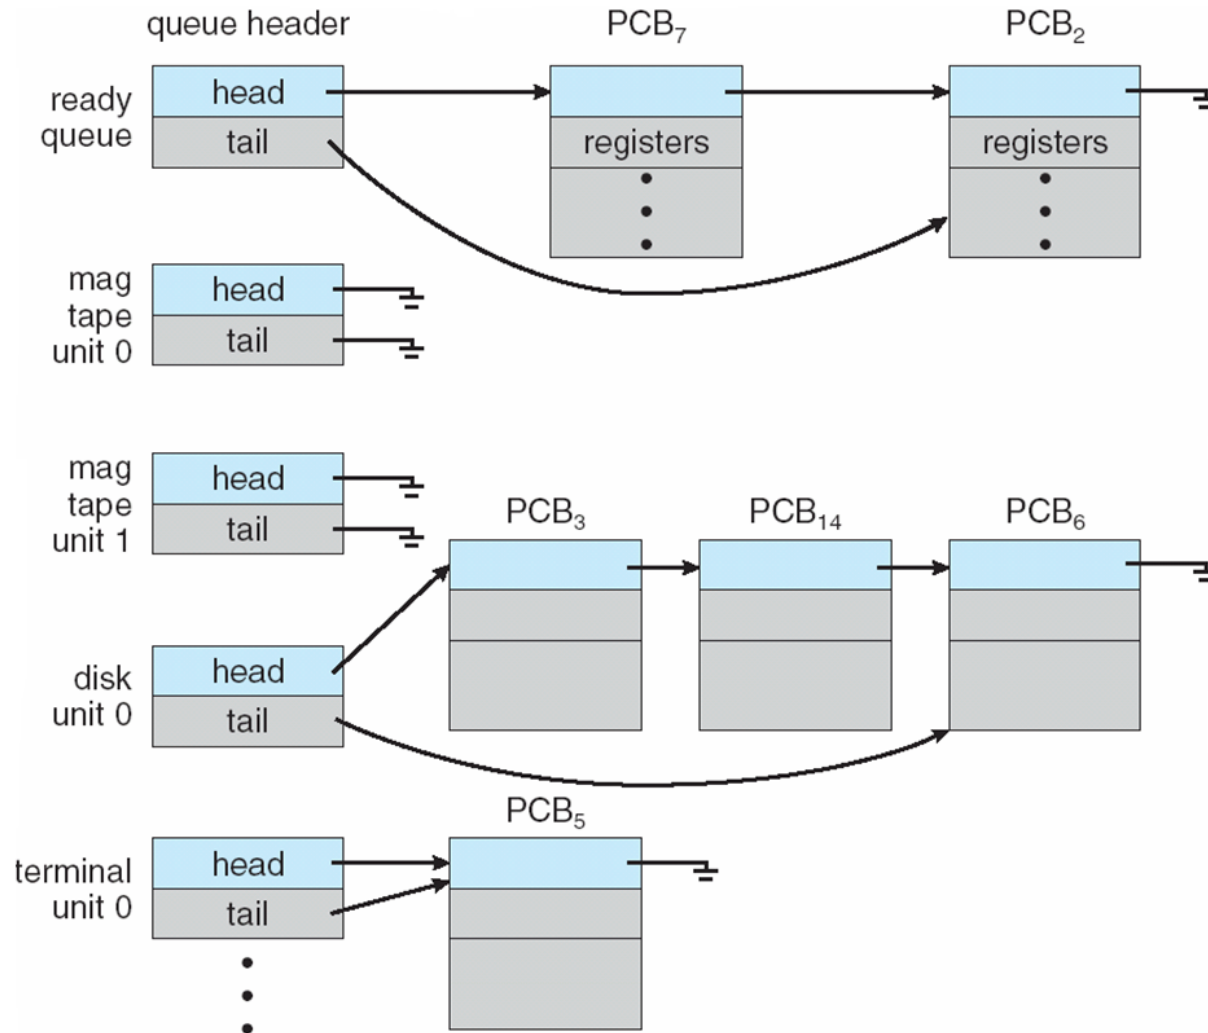 queue header
PCB₇
PCB₂
ready
queue
head
tail
registers
registers
mag
tape
unit 0
head
tail
mag
tape
unit 1
head
tail
PCB₃
PCB₁₄
PCB₆
disk
unit 0
head
tail
PCB₅
terminal
unit 0
head
tail